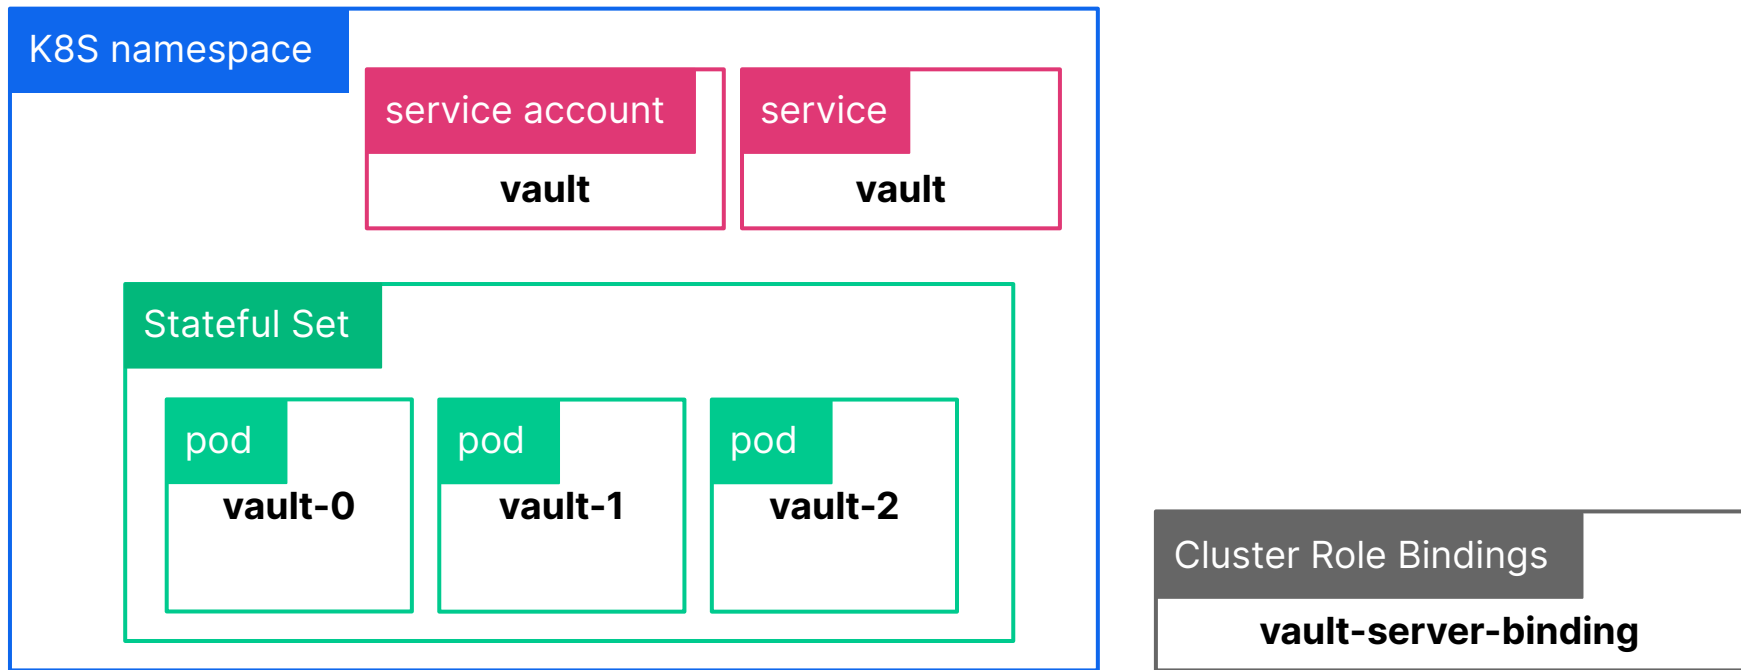 K8S namespace
service account
vault
service
vault
Stateful Set
pod
vault-0
pod
vault-1
pod
vault-2
Cluster Role Bindings
vault-server-binding